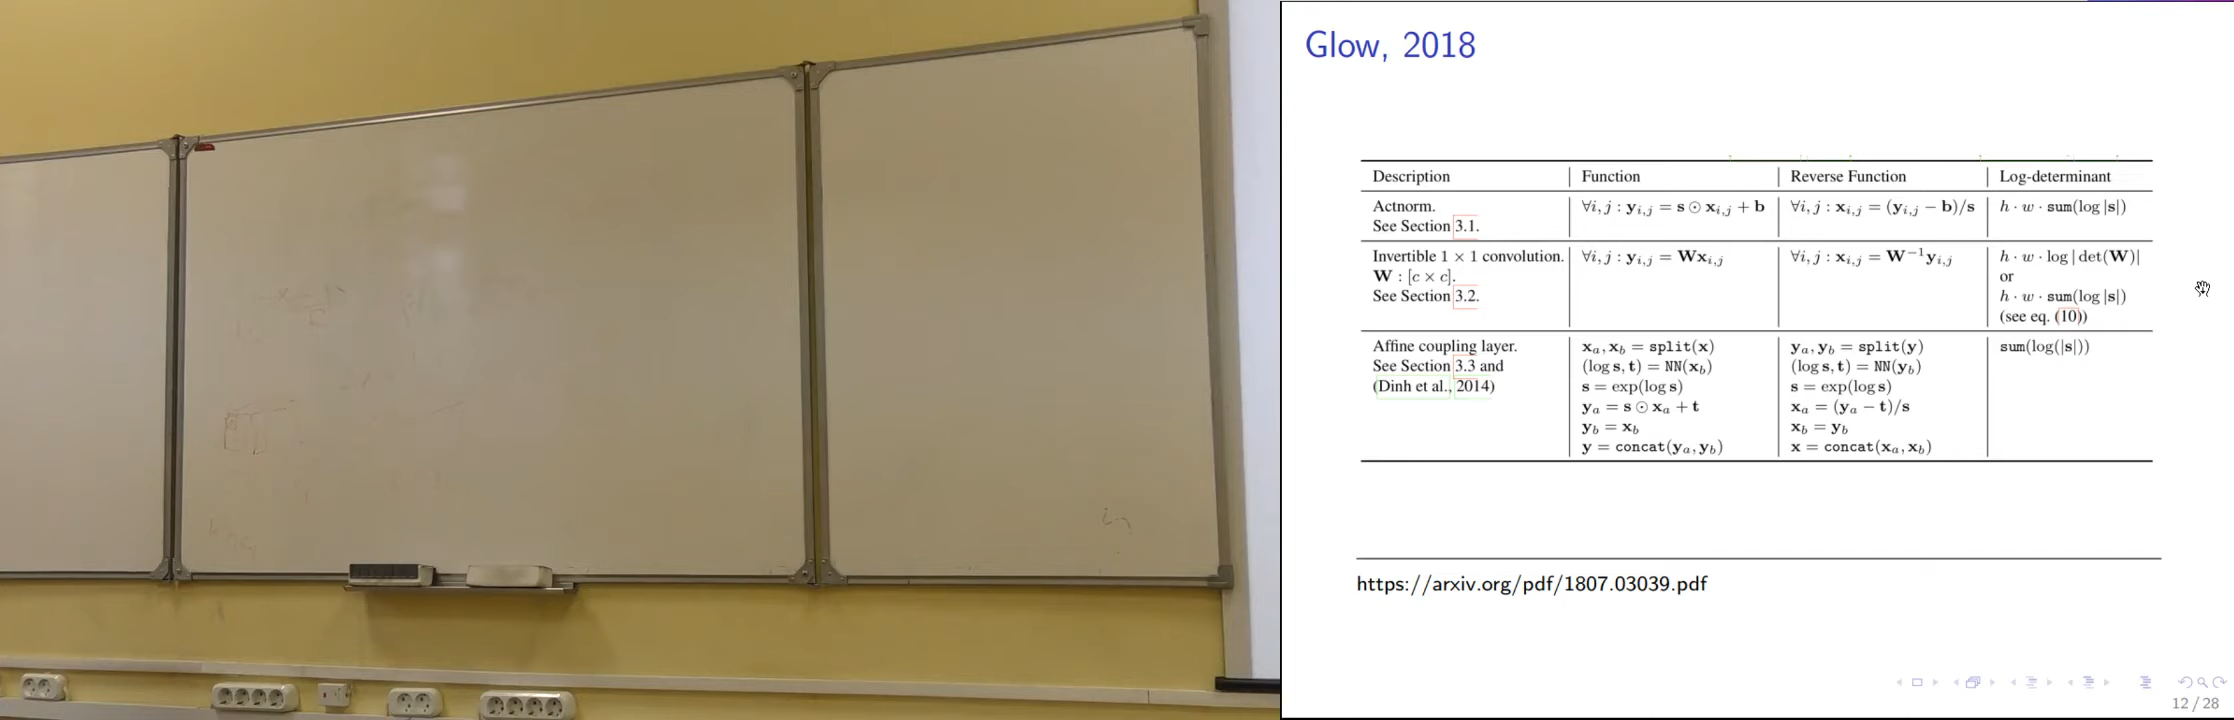 Glow, 2018
Description | Function | Reverse Function | Log-determinant
Actnorm. | ∀i, j : y_{i,j} = s ⊙ x_{i,j} + b | ∀i, j : x_{i,j} = (y_{i,j} − b)/s | h · w · sum(log |s|)
See Section 3.1.
Invertible 1 × 1 convolution. | ∀i, j : y_{i,j} = Wx_{i,j} | ∀i, j : x_{i,j} = W⁻¹y_{i,j} | h · w · log | det(W)|
W : [c × c]. | or
See Section 3.2. | h · w · sum(log |s|)
(see eq. (10))
Affine coupling layer. | x_a, x_b = split(x) | y_a, y_b = split(y) | sum(log(|s|))
See Section 3.3 and | (log s, t) = NN(x_b) | (log s, t) = NN(y_b)
(Dinh et al., 2014) | s = exp(log s) | s = exp(log s)
y_a = s ⊙ x_a + t | x_a = (y_a − t)/s
y_b = x_b | x_b = y_b
y = concat(y_a, y_b) | x = concat(x_a, x_b)
https://arxiv.org/pdf/1807.03039.pdf
12 / 28